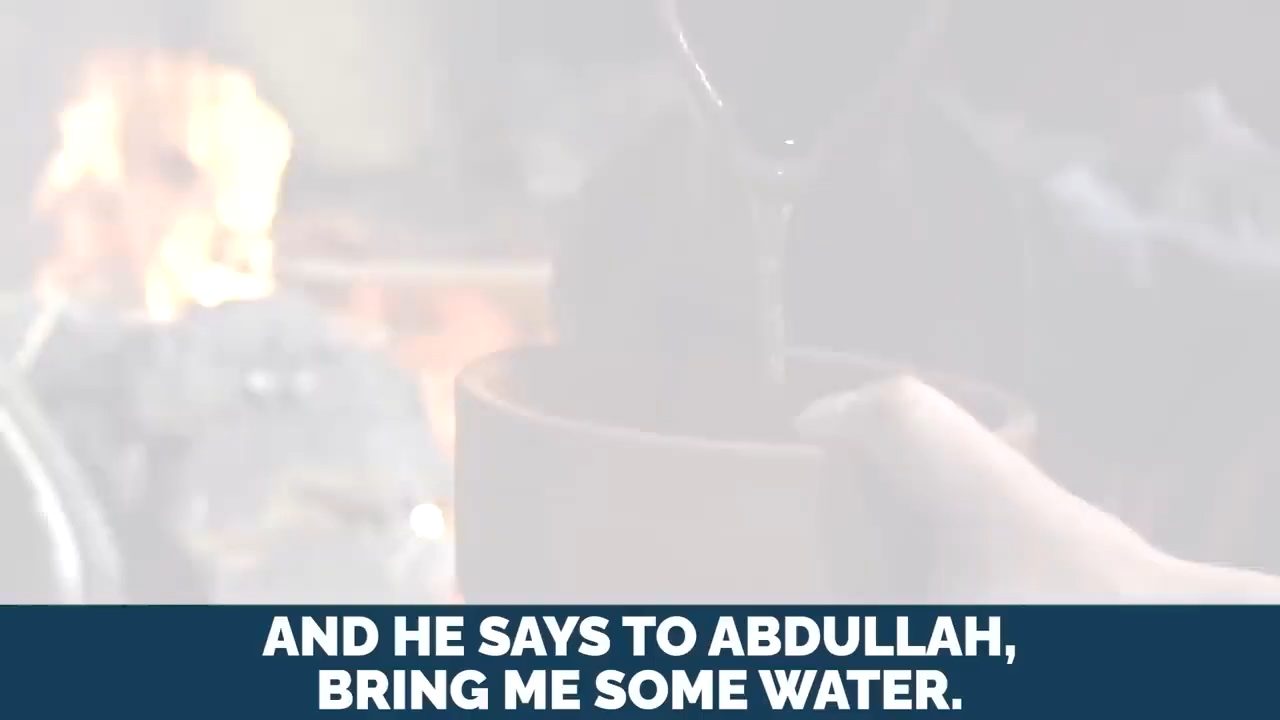 AND HE SAYS TO ABDULLAH,
BRING ME SOME WATER.